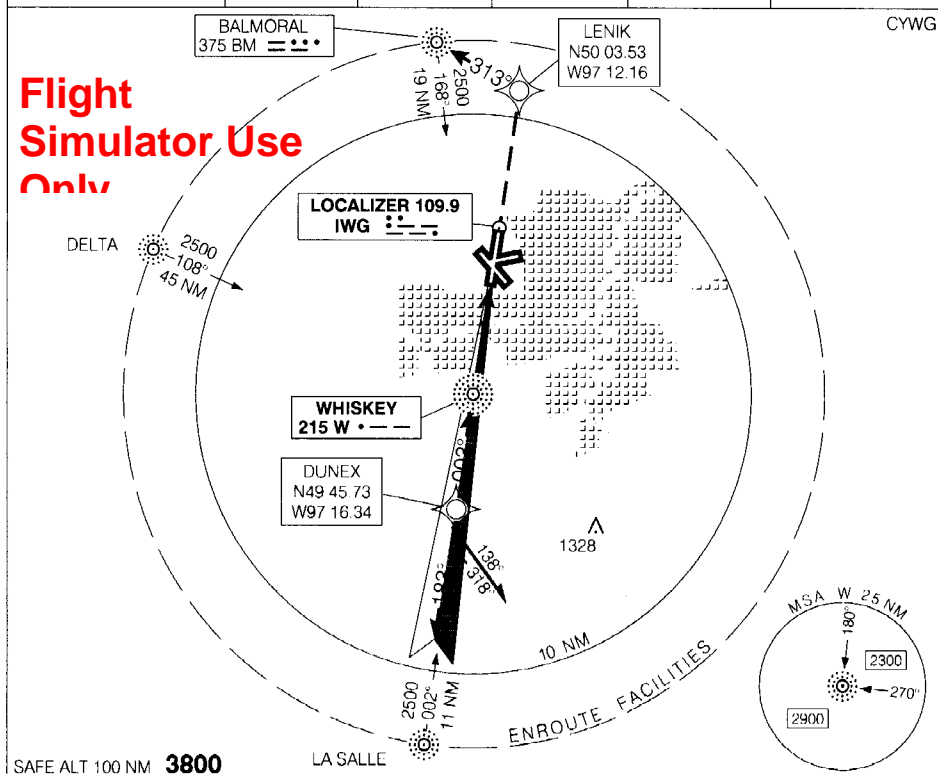 CYWG
BALMORAL
375 BM
LENIK
N50 03.53
W97 12.16
313°
2500
168°
19 NM
Flight
Simulator Use
Only
LOCALIZER 109.9
IWG
DELTA
2500
108°
45 NM
WHISKEY
215 W
002°
DUNEX
N49 45.73
W97 16.34
1328
138°
318°
182°
10 NM
MSA W 25 NM
180°
2300
270°
2900
2500
002°
11 NM
ENROUTE FACILITIES
LA SALLE
SAFE ALT 100 NM 3800